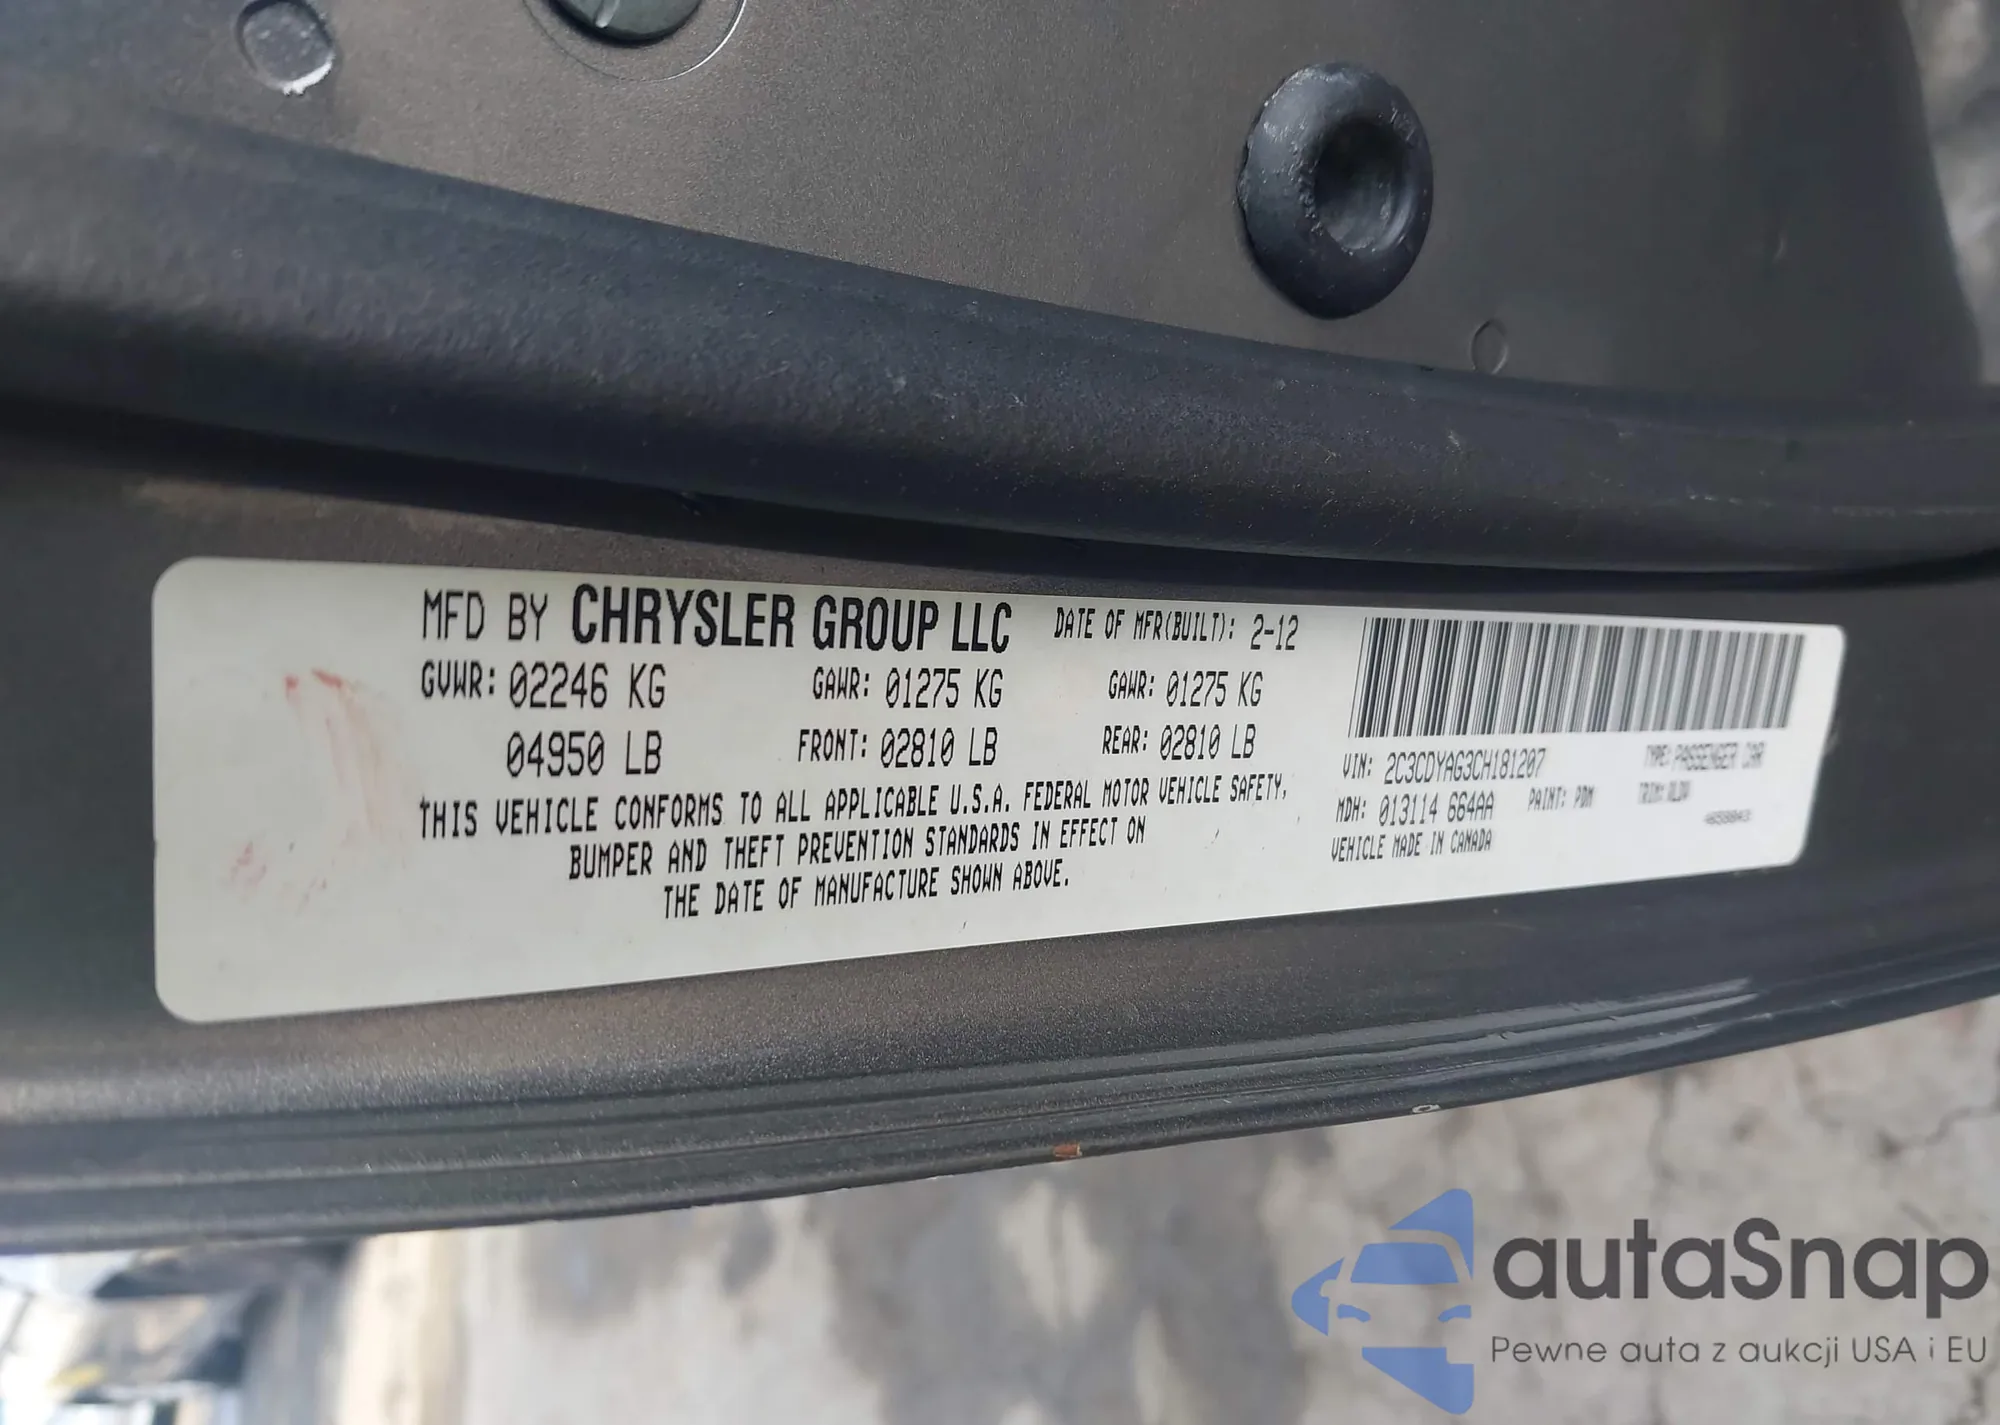 MFD BY CHRYSLER GROUP LLC DATE OF MFR(BUILT): 2-12
GVWR: 02246 KG GAWR: 01275 KG GAWR: 01275 KG
04950 LB FRONT: 02810 LB REAR: 02810 LB
THIS VEHICLE CONFORMS TO ALL APPLICABLE U.S.A. FEDERAL MOTOR VEHICLE SAFETY,
BUMPER AND THEFT PREVENTION STANDARDS IN EFFECT ON
THE DATE OF MANUFACTURE SHOWN ABOVE.
VIN: 2C3CDYAG3CH181207 TYPE: PASSENGER CAR
MDH: 013114 664AA PAINT: PDM TRIM:
VEHICLE MADE IN CANADA
autaSnap
Pewne auta z aukcji USA i EU